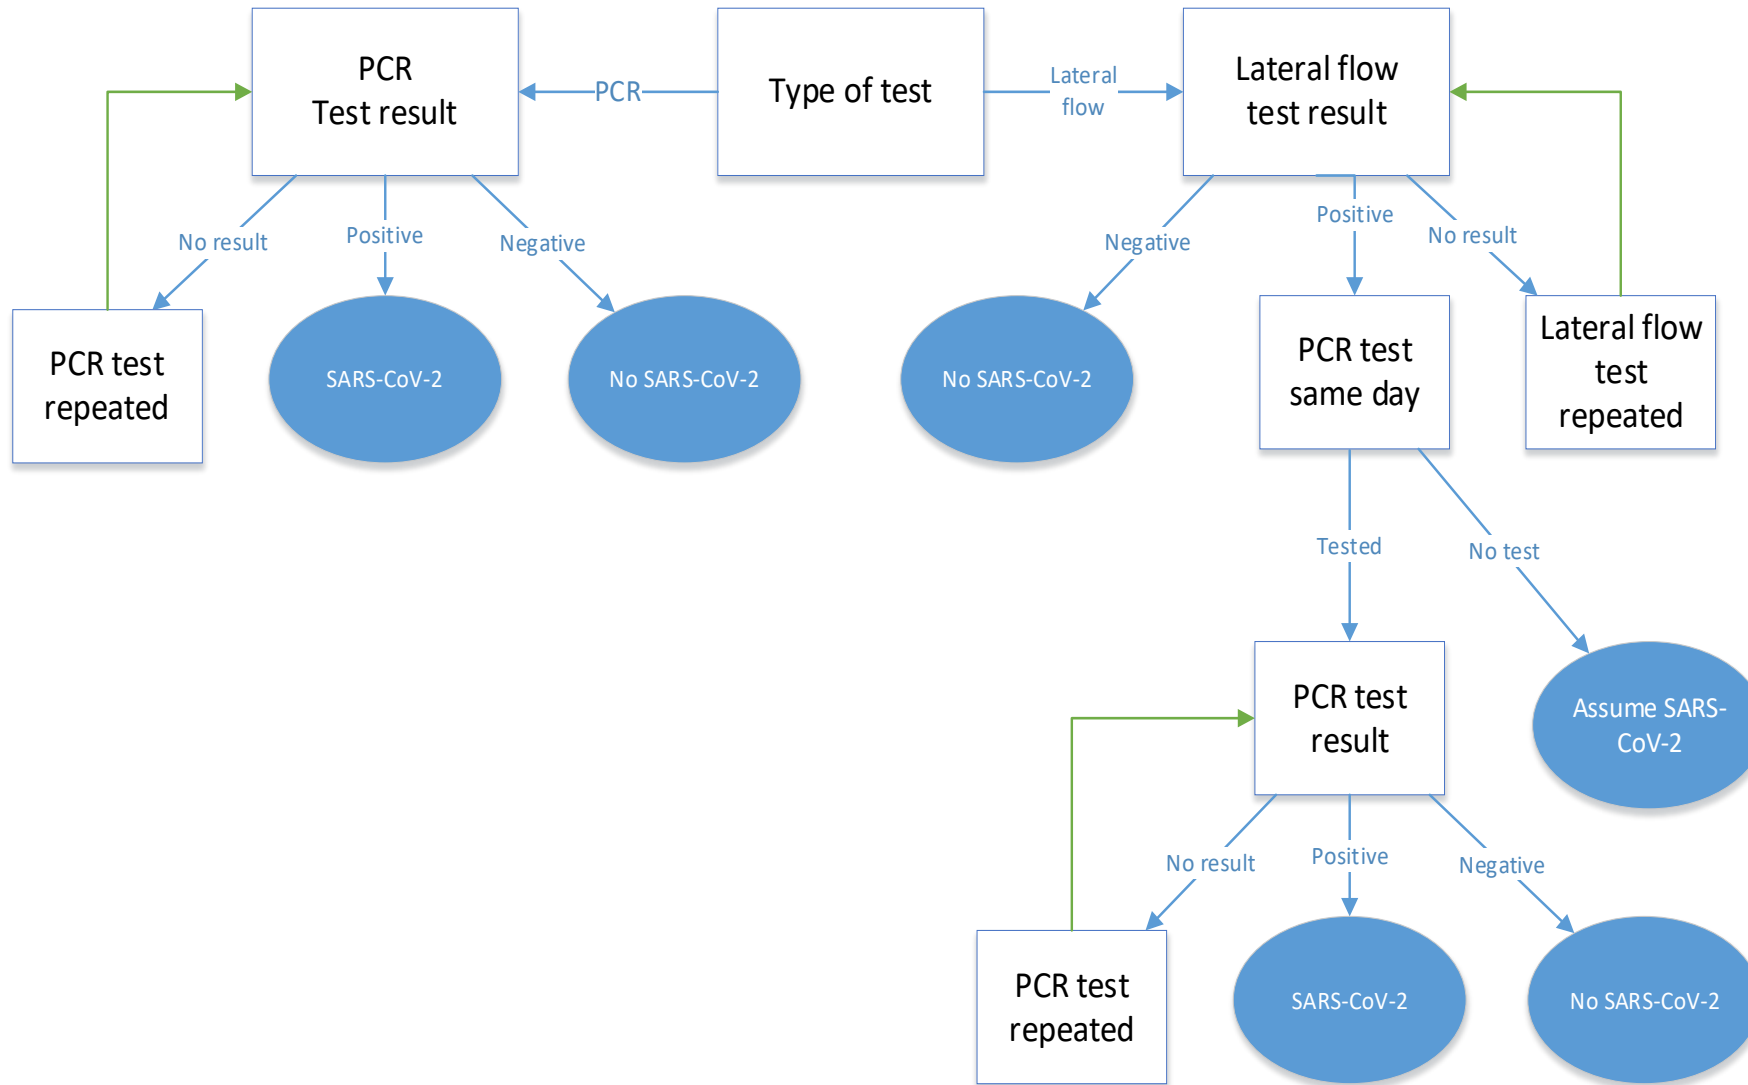 PCR
Test result
PCR
Type of test
Lateral
flow
Lateral flow
test result
No result
Positive
Negative
Negative
Positive
No result
PCR test
repeated
SARS-CoV-2
No SARS-CoV-2
No SARS-CoV-2
PCR test
same day
Lateral flow
test
repeated
Tested
No test
PCR test
result
Assume SARS-
CoV-2
No result
Positive
Negative
PCR test
repeated
SARS-CoV-2
No SARS-CoV-2